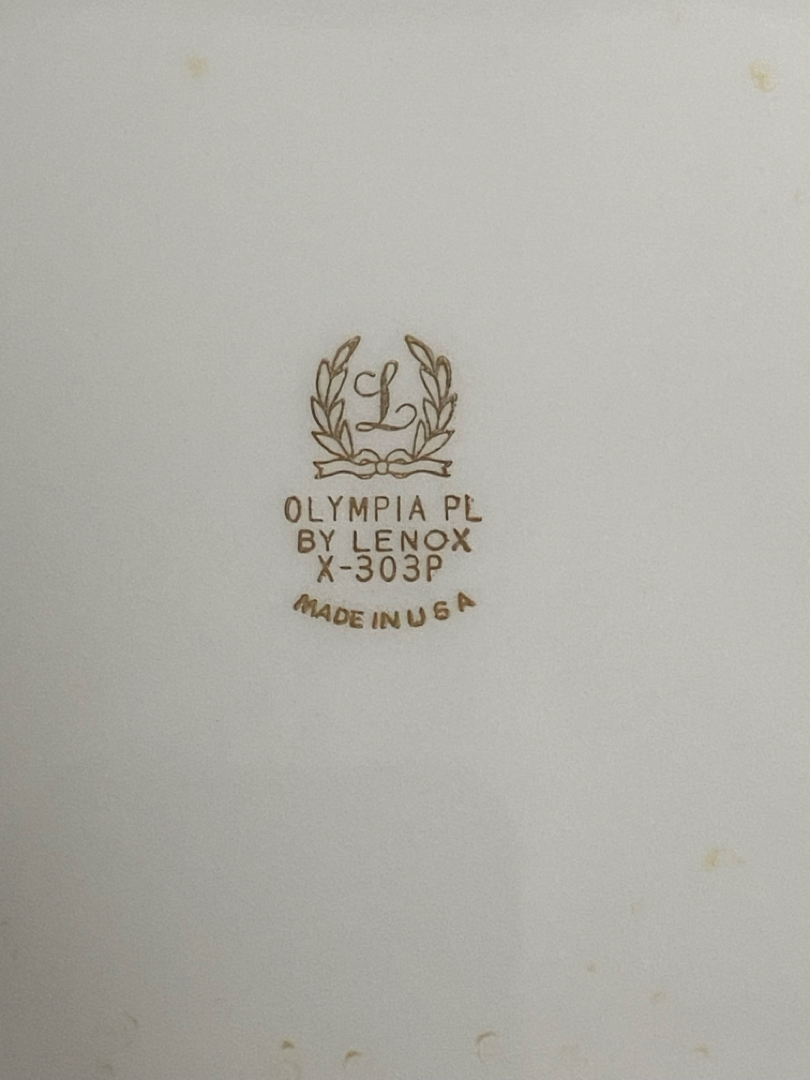 L
OLYMPIA PL
BY LENOX
X-303P
MADE IN USA